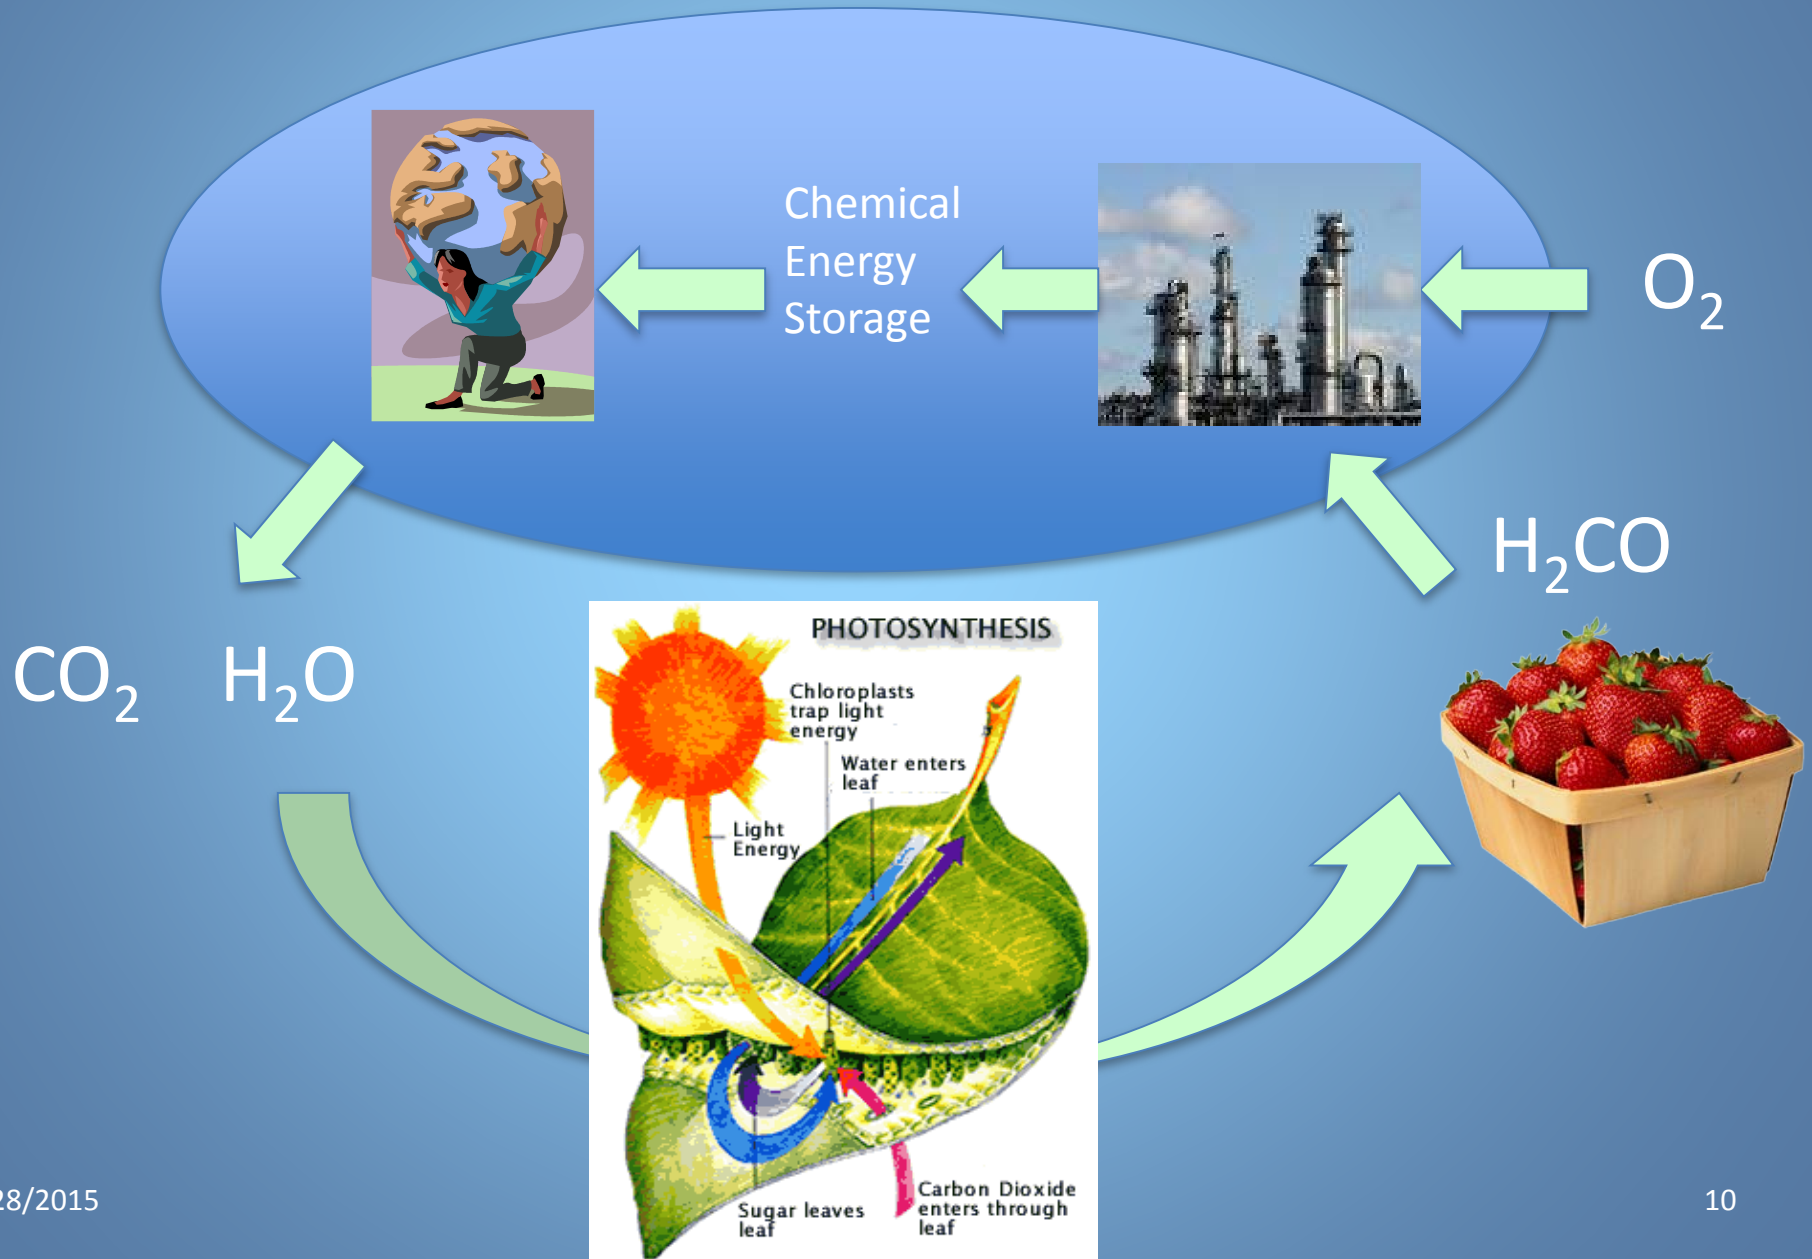 Chemical
Energy
Storage
O₂
H₂CO
CO₂ H₂O
PHOTOSYNTHESIS
Chloroplasts
trap light
energy
Water enters
leaf
Light
Energy
Sugar leaves
leaf
Carbon Dioxide
enters through
leaf
28/2015
10